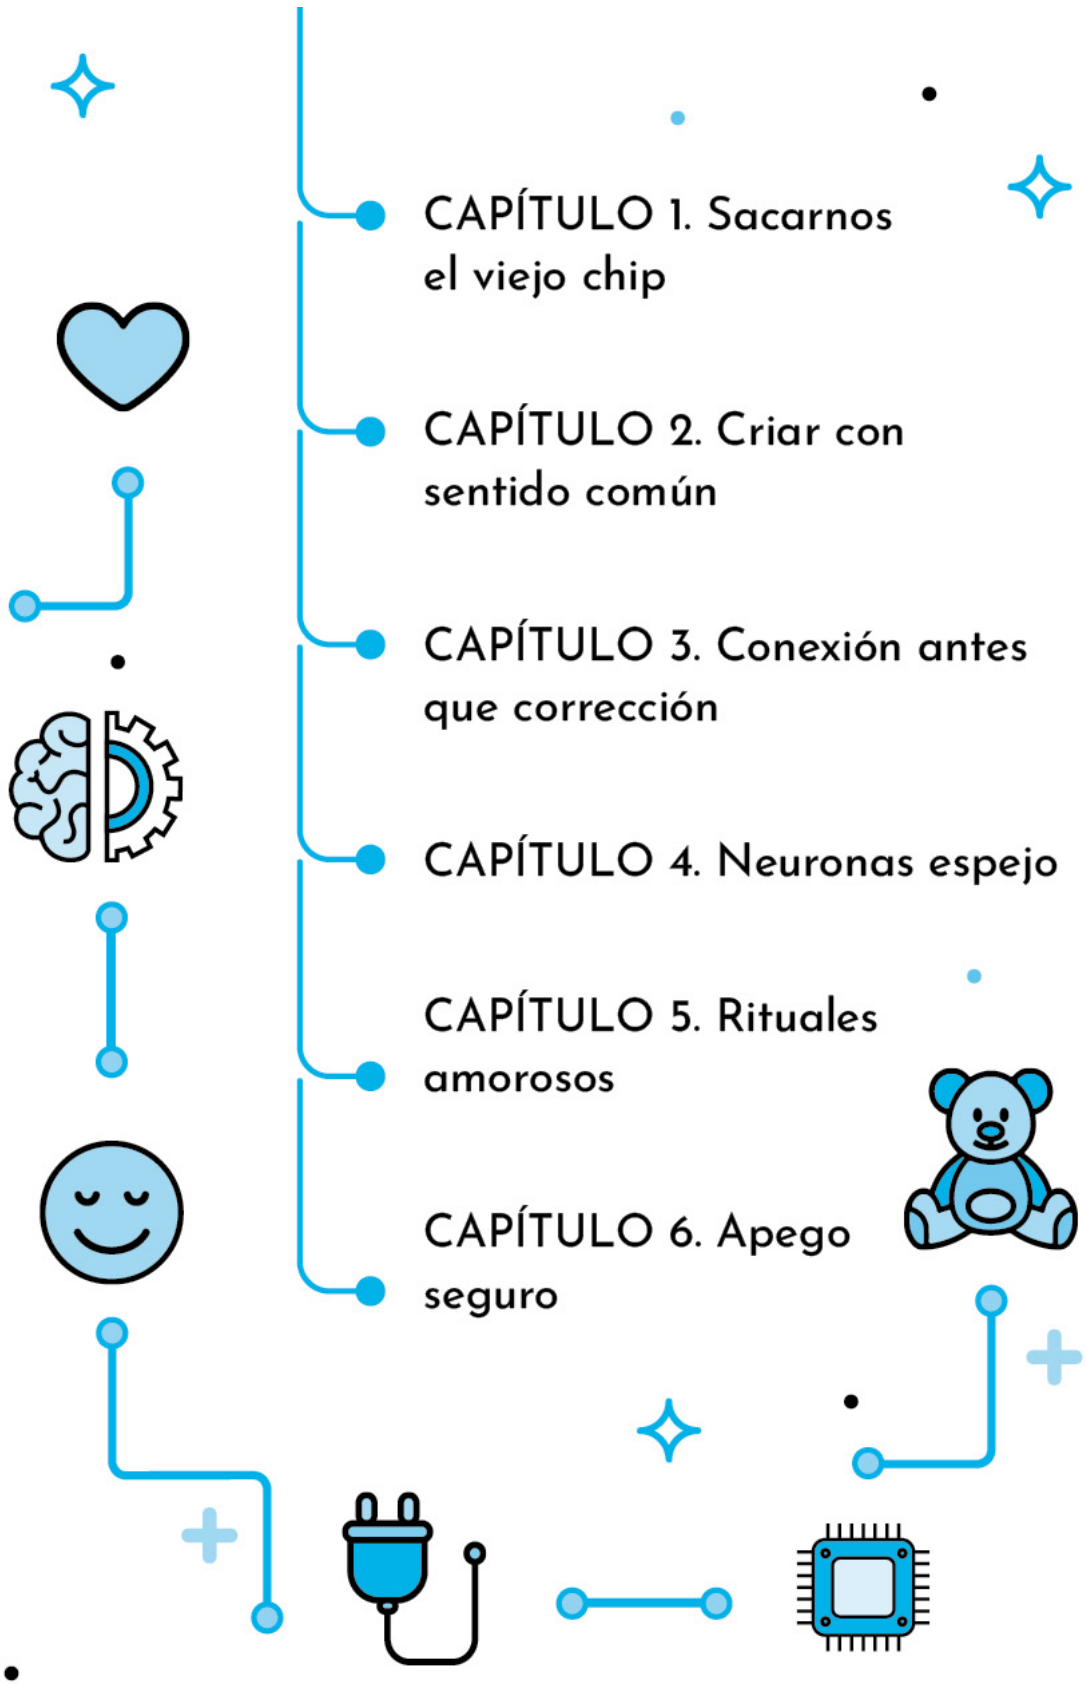 CAPÍTULO 1. Sacarnos
el viejo chip
CAPÍTULO 2. Criar con
sentido común
CAPÍTULO 3. Conexión antes
que corrección
CAPÍTULO 4. Neuronas espejo
CAPÍTULO 5. Rituales
amorosos
CAPÍTULO 6. Apego
seguro